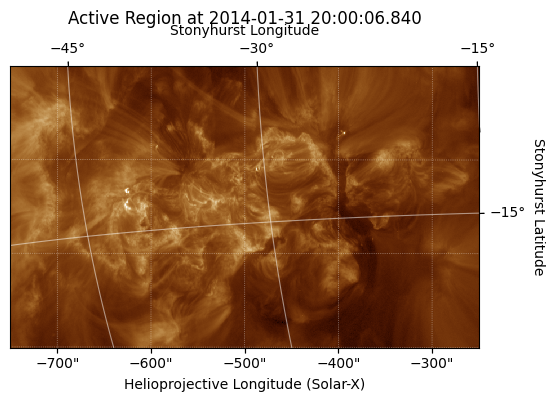 Active Region at 2014-01-31 20:00:06.840
Stonyhurst Longitude
−45° −30° −15°
−15°
Stonyhurst Latitude
−700" −600" −500" −400" −300"
Helioprojective Longitude (Solar-X)